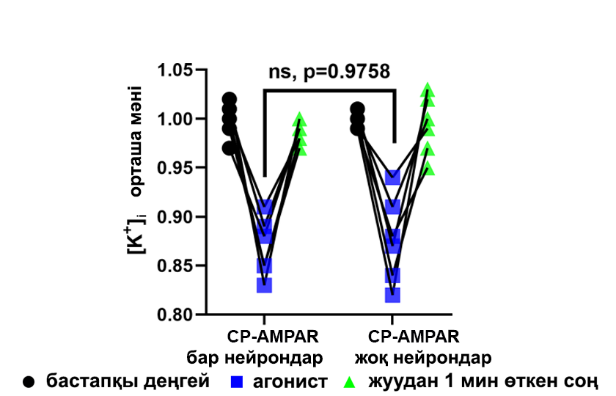 ns, p=0.9758
[K⁺]ᵢ орташа мәні
1.05
1.00
0.95
0.90
0.85
0.80
CP-AMPAR
бар нейрондар
CP-AMPAR
жоқ нейрондар
бастапқы деңгей
агонист
жуудан 1 мин өткен соң